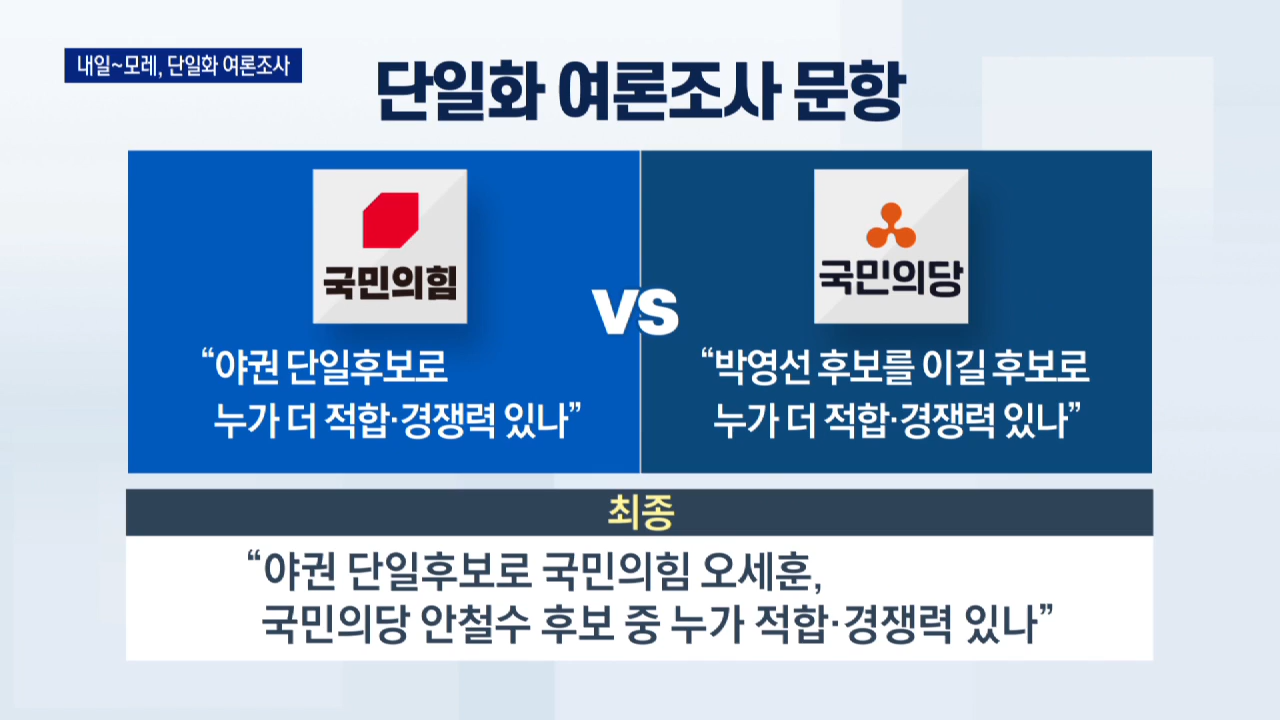 내일~모레, 단일화 여론조사
단일화 여론조사 문항
국민의힘
“야권 단일후보로
누가 더 적합·경쟁력 있나”
VS
국민의당
“박영선 후보를 이길 후보로
누가 더 적합·경쟁력 있나”
최종
“야권 단일후보로 국민의힘 오세훈,
국민의당 안철수 후보 중 누가 적합·경쟁력 있나”